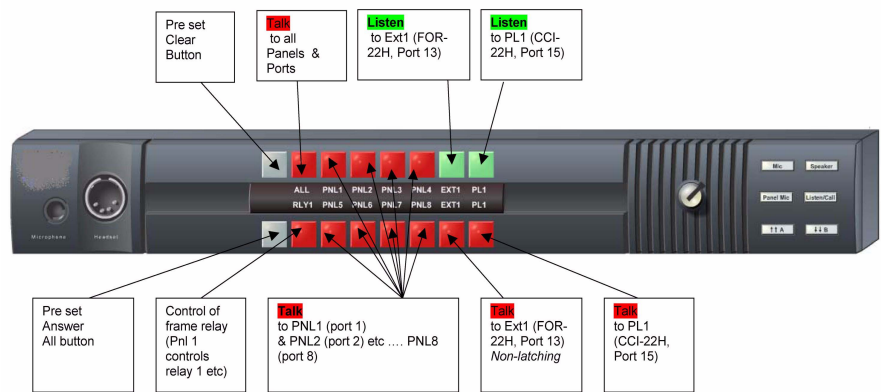 Pre set
Clear
Button
Talk
to all
Panels &
Ports
Listen
to Ext1 (FOR-
22H, Port 13)
Listen
to PL1 (CCI-
22H, Port 15)
Mic
Speaker
ALL PNL1 PNL2 PNL3 PNL4 EXT1 PL1
RLY1 PNL5 PNL6 PNL7 PNL8 EXT1 PL1
Panel Mic
Listen/Call
Microphone
Headset
↑↑ A
↓↓ B
Pre set
Answer
All button
Control of
frame relay
(Pnl 1
controls
relay 1 etc)
Talk
to PNL1 (port 1)
& PNL2 (port 2) etc .... PNL8
(port 8)
Talk
to Ext1 (FOR-
22H, Port 13)
Non-latching
Talk
to PL1
(CCI-22H,
Port 15)